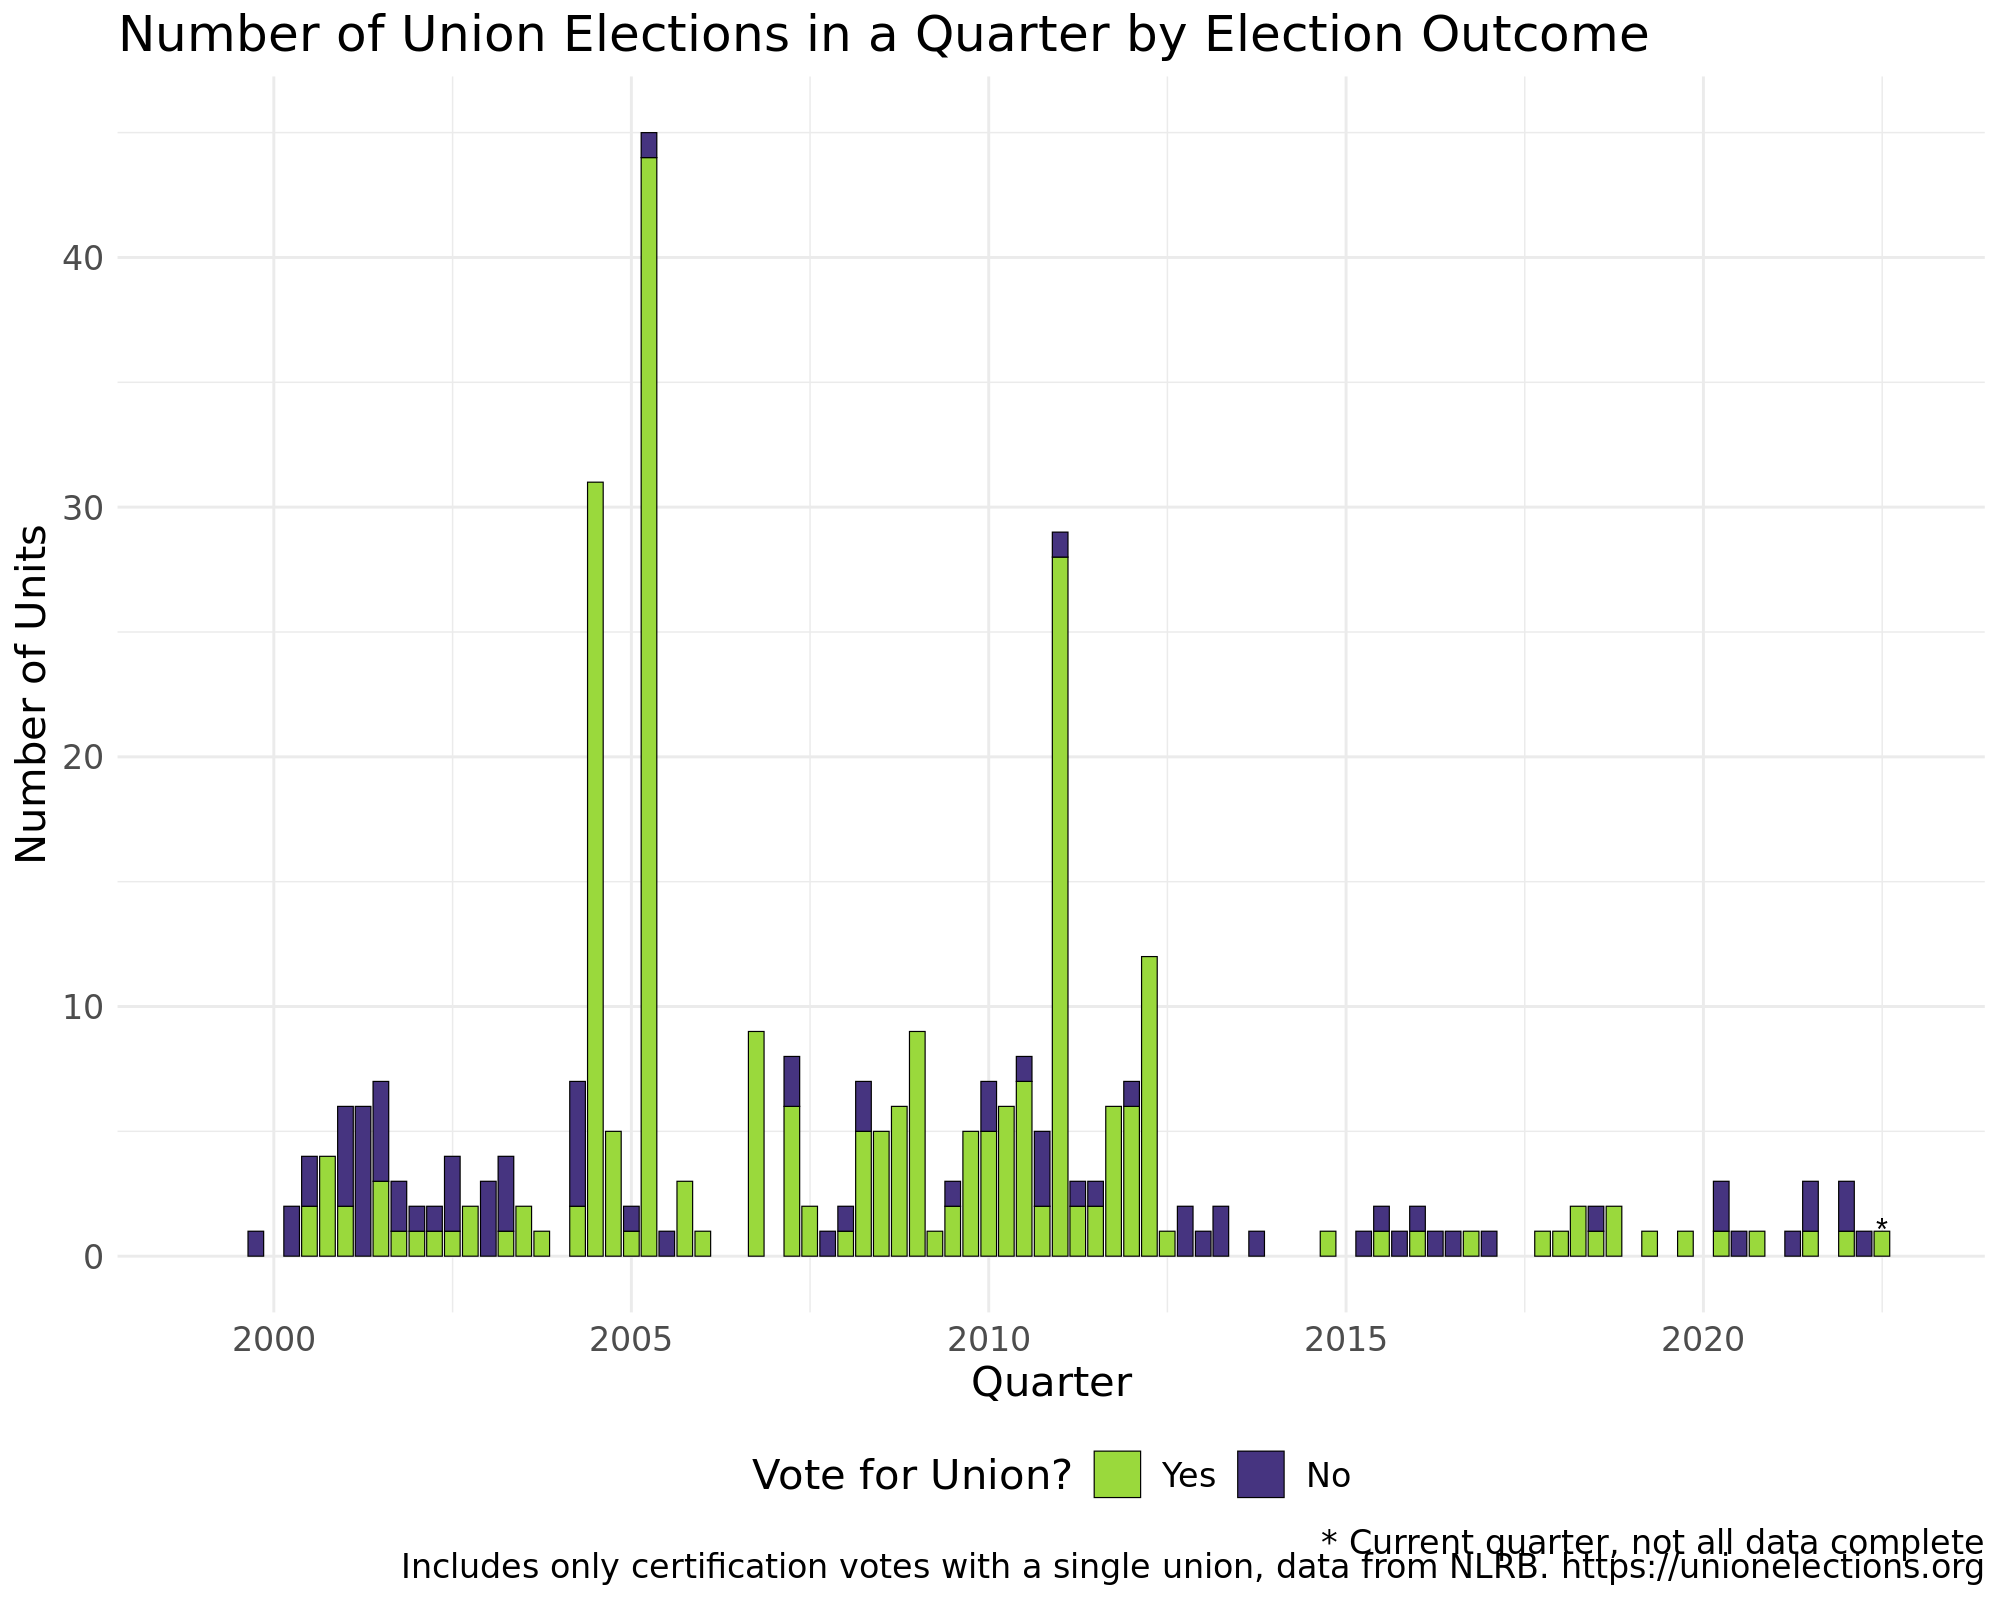 Number of Union Elections in a Quarter by Election Outcome
Number of Units
40
30
20
10
0
*
2000 2005 2010 2015 2020
Quarter
Vote for Union? Yes No
* Current quarter, not all data complete
Includes only certification votes with a single union, data from NLRB. https://unionelections.org